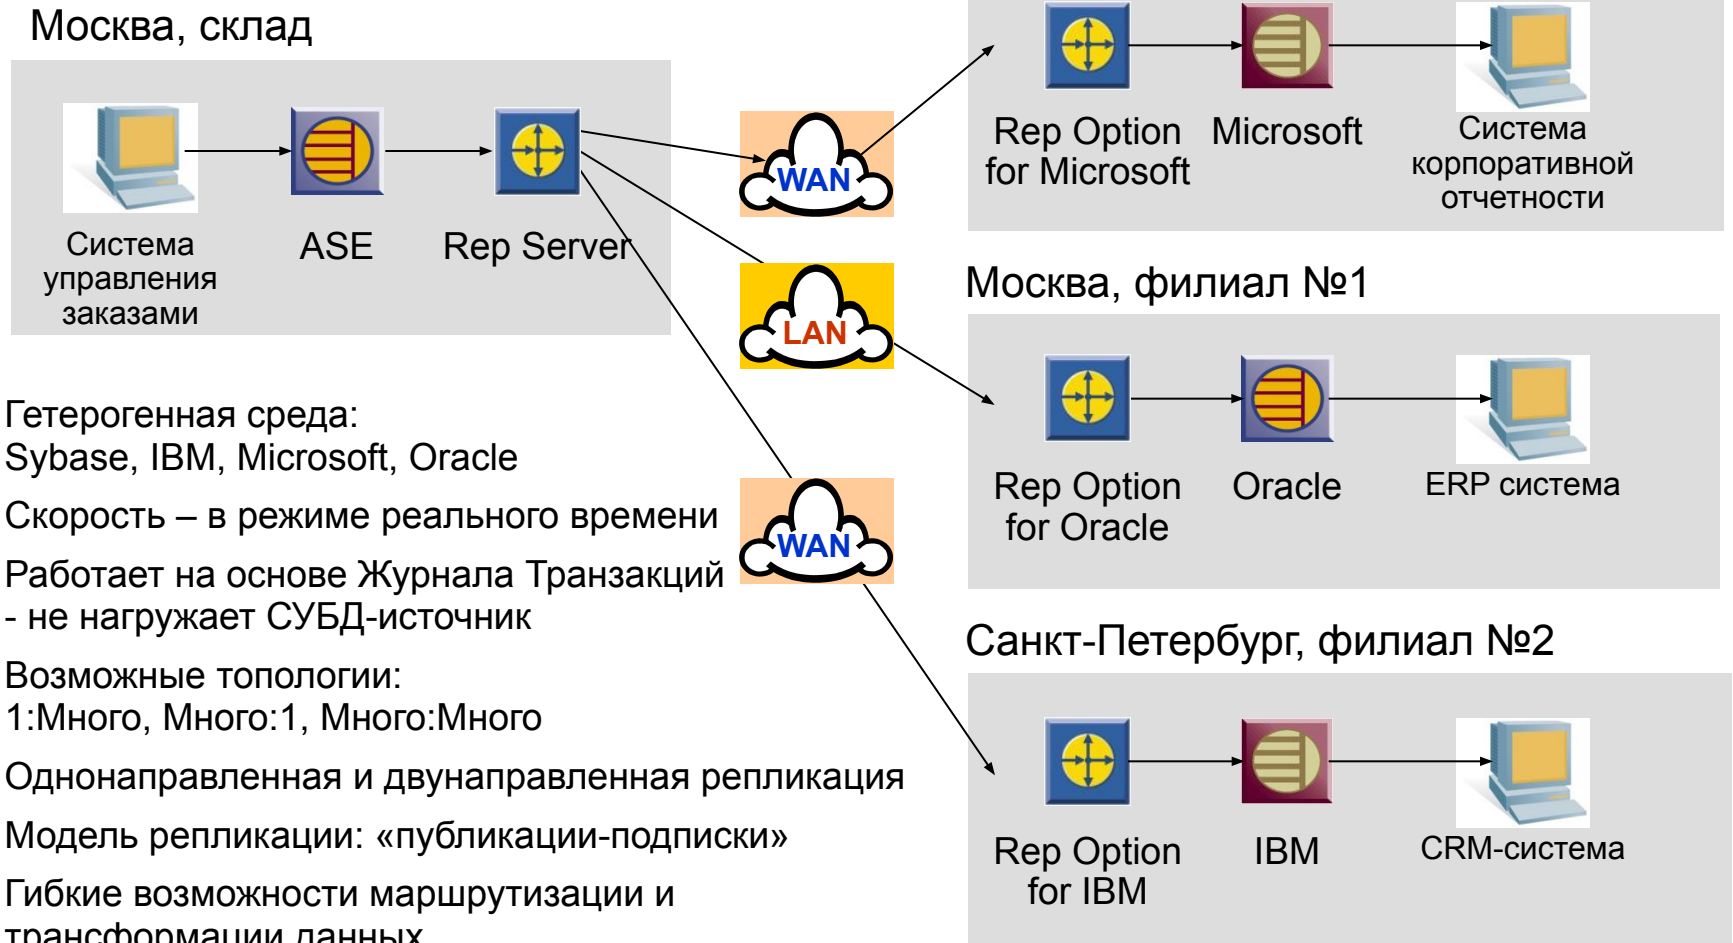 Москва, склад
Система
управления
заказами
ASE
Rep Server
WAN
LAN
WAN
Rep Option
for Microsoft
Microsoft
Система
корпоративной
отчетности
Москва, филиал №1
Rep Option
for Oracle
Oracle
ERP система
Санкт-Петербург, филиал №2
Rep Option
for IBM
IBM
CRM-система
Гетерогенная среда:
Sybase, IBM, Microsoft, Oracle
Скорость – в режиме реального времени
Работает на основе Журнала Транзакций
- не нагружает СУБД-источник
Возможные топологии:
1:Много, Много:1, Много:Много
Однонаправленная и двунаправленная репликация
Модель репликации: «публикации-подписки»
Гибкие возможности маршрутизации и
трансформации данных